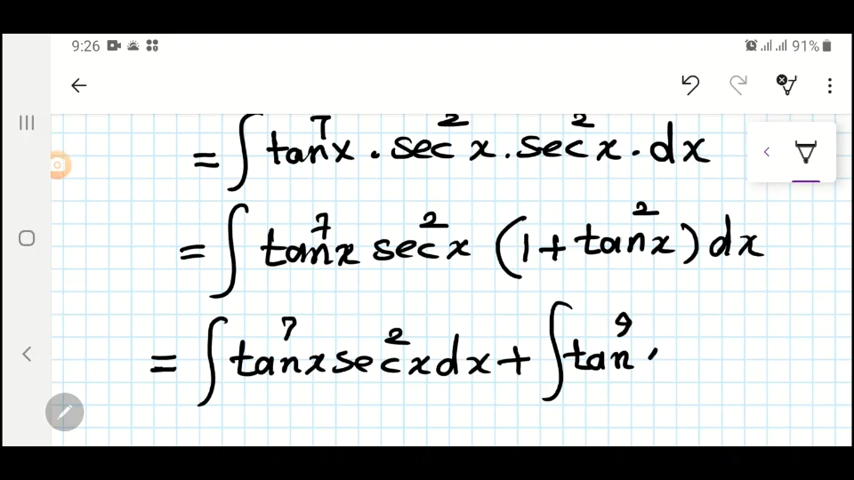 9:26 91%
= ∫ tan⁷x · sec²x · sec²x · dx
= ∫ tan⁷x sec²x (1 + tan²x) dx
= ∫ tan⁷x sec²x dx + ∫ tan⁹